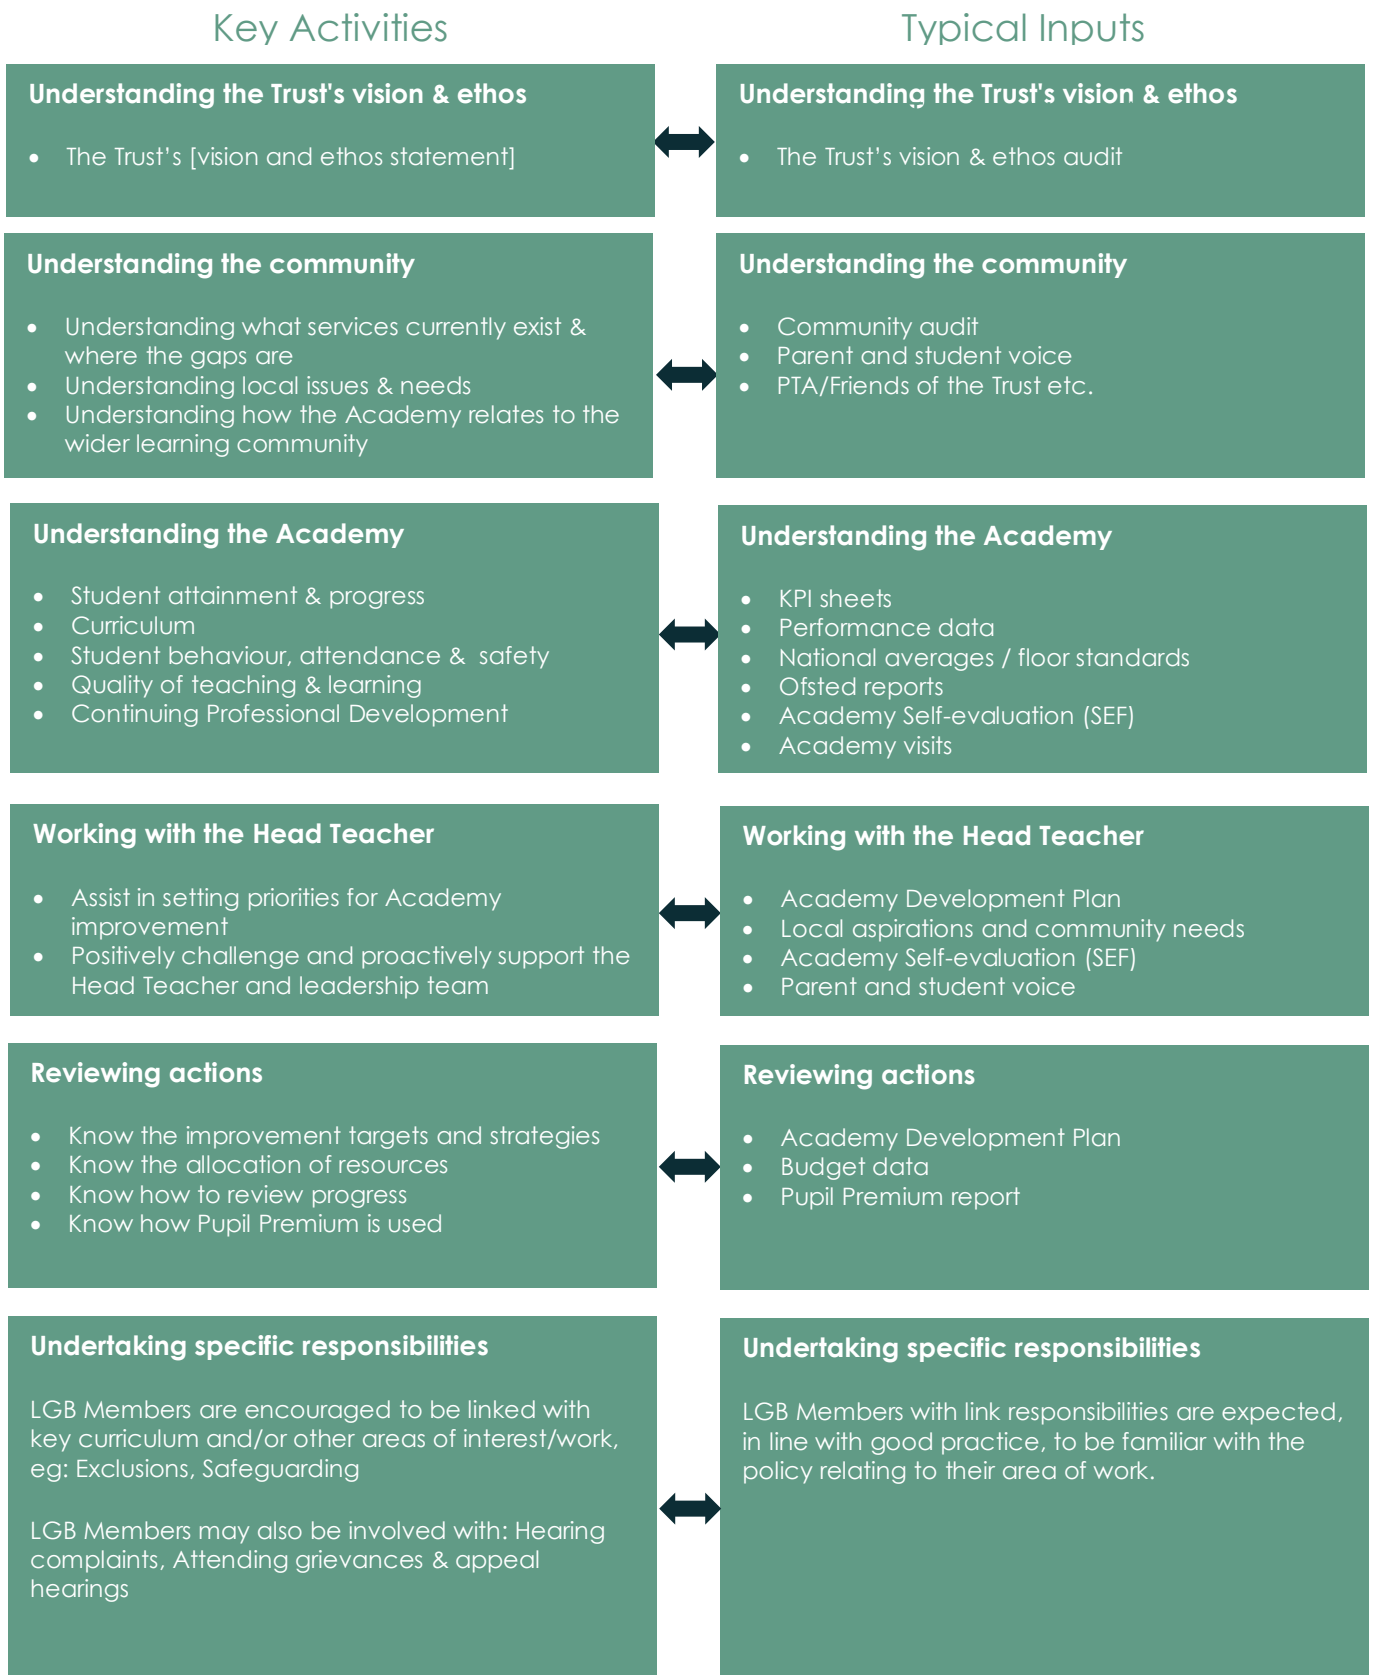 Key Activities
Typical Inputs
Understanding the Trust's vision & ethos
• The Trust’s [vision and ethos statement]
Understanding the Trust's vision & ethos
• The Trust’s vision & ethos audit
Understanding the community
• Understanding what services currently exist &
where the gaps are
• Understanding local issues & needs
• Understanding how the Academy relates to the
wider learning community
Understanding the community
• Community audit
• Parent and student voice
• PTA/Friends of the Trust etc.
Understanding the Academy
• Student attainment & progress
• Curriculum
• Student behaviour, attendance &  safety
• Quality of teaching & learning
• Continuing Professional Development
Understanding the Academy
• KPI sheets
• Performance data
• National averages / floor standards
• Ofsted reports
• Academy Self-evaluation (SEF)
• Academy visits
Working with the Head Teacher
• Assist in setting priorities for Academy
improvement
• Positively challenge and proactively support the
Head Teacher and leadership team
Working with the Head Teacher
• Academy Development Plan
• Local aspirations and community needs
• Academy Self-evaluation (SEF)
• Parent and student voice
Reviewing actions
• Know the improvement targets and strategies
• Know the allocation of resources
• Know how to review progress
• Know how Pupil Premium is used
Reviewing actions
• Academy Development Plan
• Budget data
• Pupil Premium report
Undertaking specific responsibilities
LGB Members are encouraged to be linked with
key curriculum and/or other areas of interest/work,
eg: Exclusions, Safeguarding
LGB Members may also be involved with: Hearing
complaints, Attending grievances & appeal
hearings
Undertaking specific responsibilities
LGB Members with link responsibilities are expected,
in line with good practice, to be familiar with the
policy relating to their area of work.